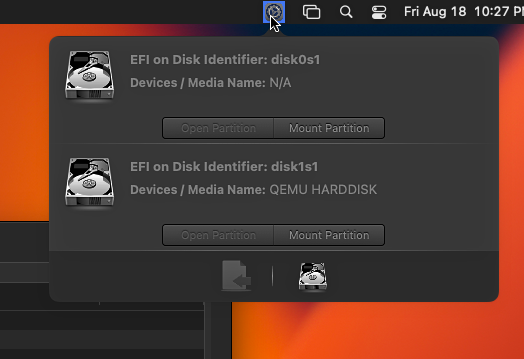 Fri Aug 18 10:27 P
EFI on Disk Identifier: disk0s1
Devices / Media Name: N/A
Open Partition Mount Partition
EFI on Disk Identifier: disk1s1
Devices / Media Name: QEMU HARDDISK
Open Partition Mount Partition